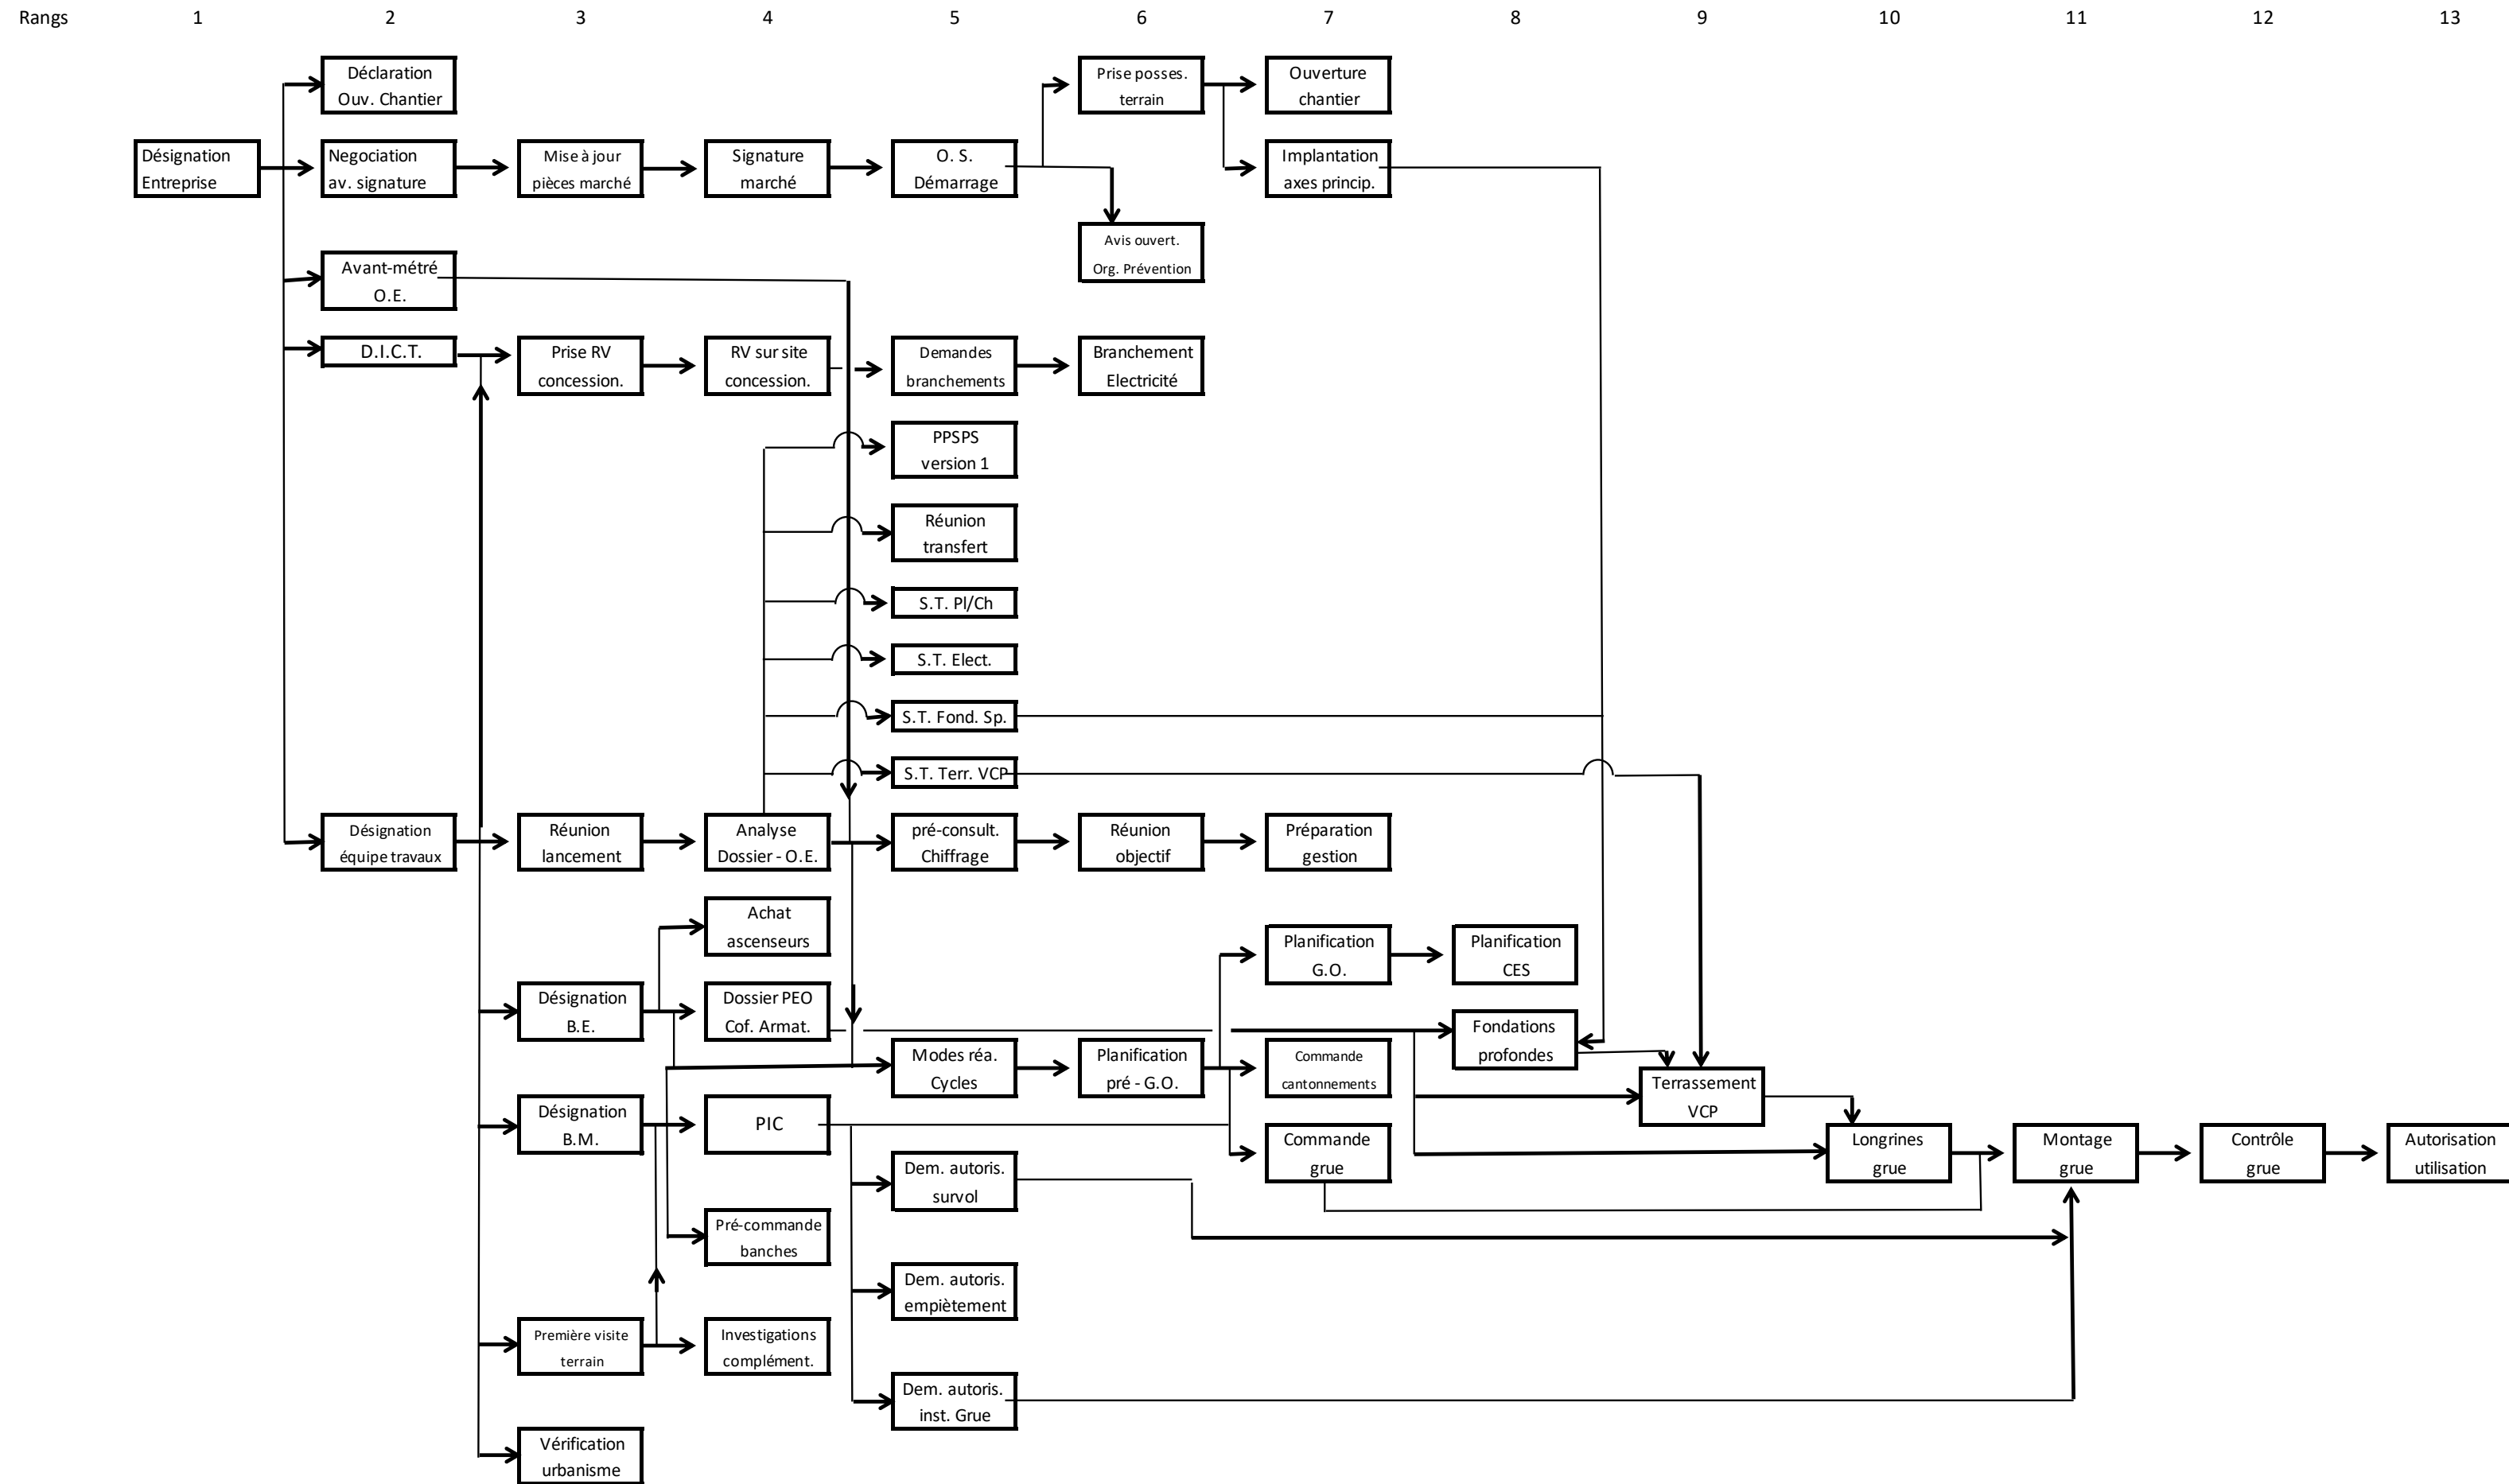 Rangs 1 2 3 4 5 6 7 8 9 10 11 12 13
Déclaration
Ouv. Chantier
Prise posses.
terrain
Ouverture
chantier
Désignation
Entreprise
Negociation
av. signature
Mise à jour
pièces marché
Signature
marché
O. S.
Démarrage
Implantation
axes princip.
Avis ouvert.
Org. Prévention
Avant-métré
O.E.
D.I.C.T.
Prise RV
concession.
RV sur site
concession.
Demandes
branchements
Branchement
Electricité
PPSPS
version 1
Réunion
transfert
S.T. Pl/Ch
S.T. Elect.
S.T. Fond. Sp.
S.T. Terr. VCP
Désignation
équipe travaux
Réunion
lancement
Analyse
Dossier - O.E.
pré-consult.
Chiffrage
Réunion
objectif
Préparation
gestion
Achat
ascenseurs
Planification
G.O.
Planification
CES
Désignation
B.E.
Dossier PEO
Cof. Armat.
Fondations
profondes
Modes réa.
Cycles
Planification
pré - G.O.
Commande
cantonnements
Terrassement
VCP
Désignation
B.M.
PIC
Commande
grue
Longrines
grue
Montage
grue
Contrôle
grue
Autorisation
utilisation
Dem. autoris.
survol
Pré-commande
banches
Dem. autoris.
empiètement
Première visite
terrain
Investigations
complément.
Dem. autoris.
inst. Grue
Vérification
urbanisme